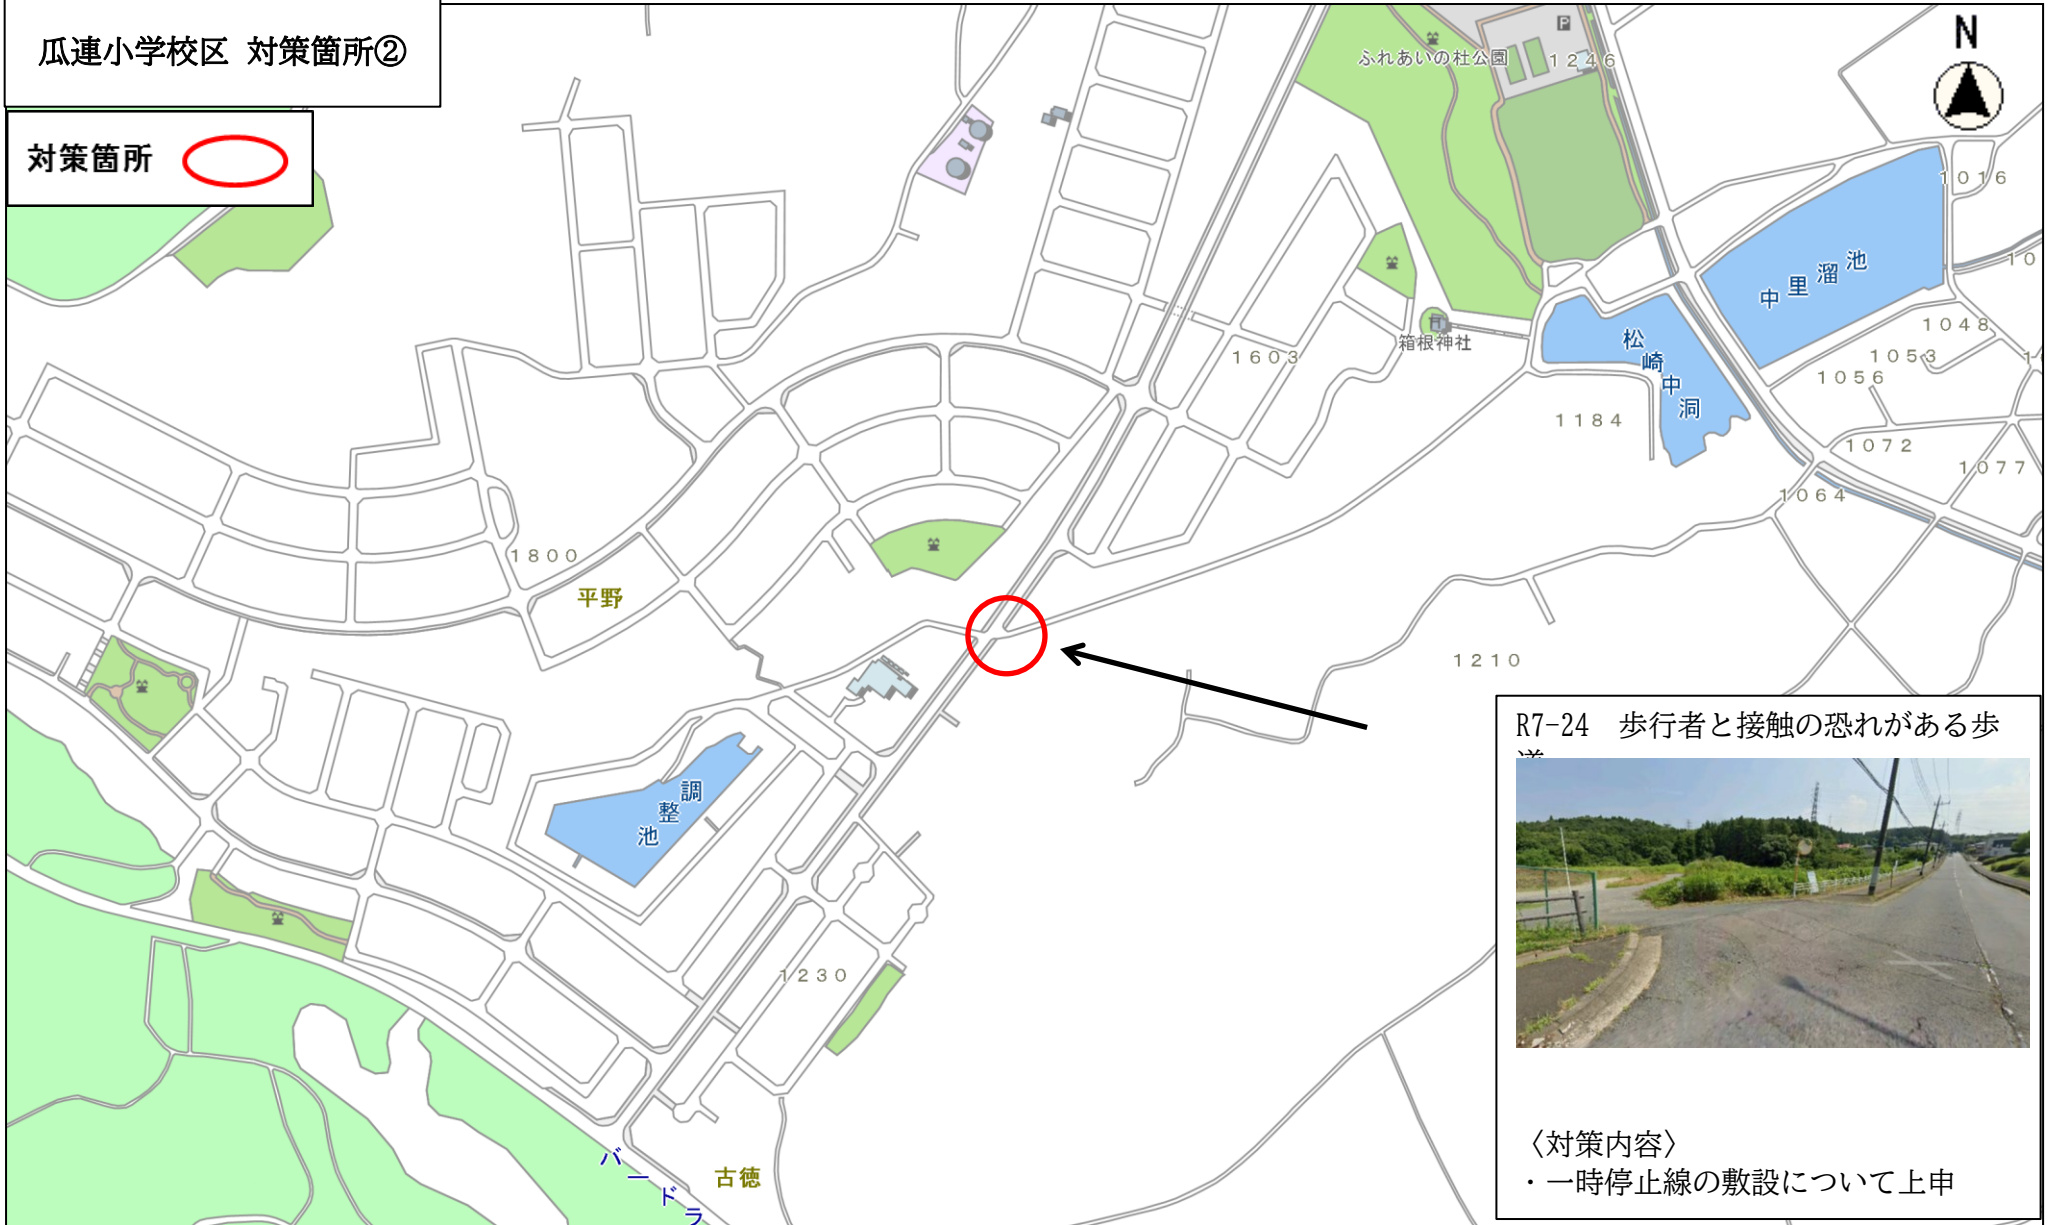 瓜連小学校区 対策箇所②
対策箇所
N
P
ふれあいの杜公園
1246
1016
10
中里溜池
1048
1053
1056
松崎中洞
1603
箱根神社
1184
1072
1077
1064
1800
平野
1210
調整池
1230
古徳
バードラ
R7-24 歩行者と接触の恐れがある歩
〈対策内容〉
・一時停止線の敷設について上申